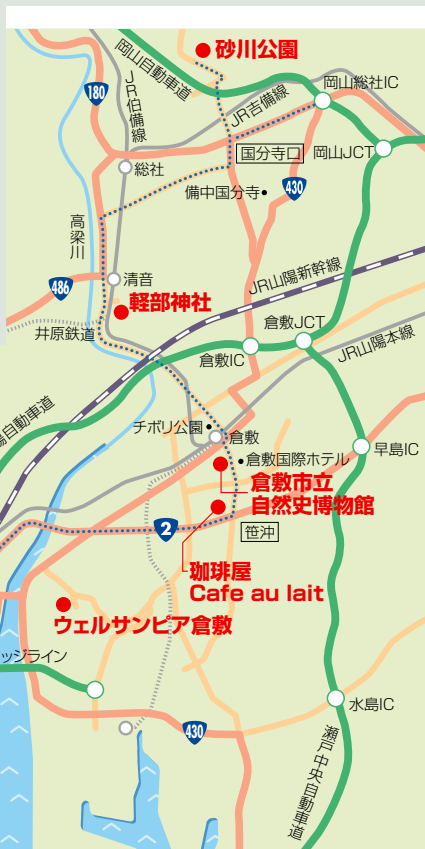 砂川公園
岡山自動車道
岡山総社IC
180
JR伯備線
JR吉備線
国分寺口
岡山JCT
総社
備中国分寺
430
高梁川
清音
JR山陽新幹線
486
軽部神社
倉敷JCT
井原鉄道
倉敷IC
JR山陽本線
陽自動車道
チボリ公園
倉敷
倉敷国際ホテル
早島IC
倉敷市立
自然史博物館
2
笹沖
珈琲屋
Cafe au lait
ウェルサンピア倉敷
ッジライン
水島IC
430
瀬戸中央自動車道